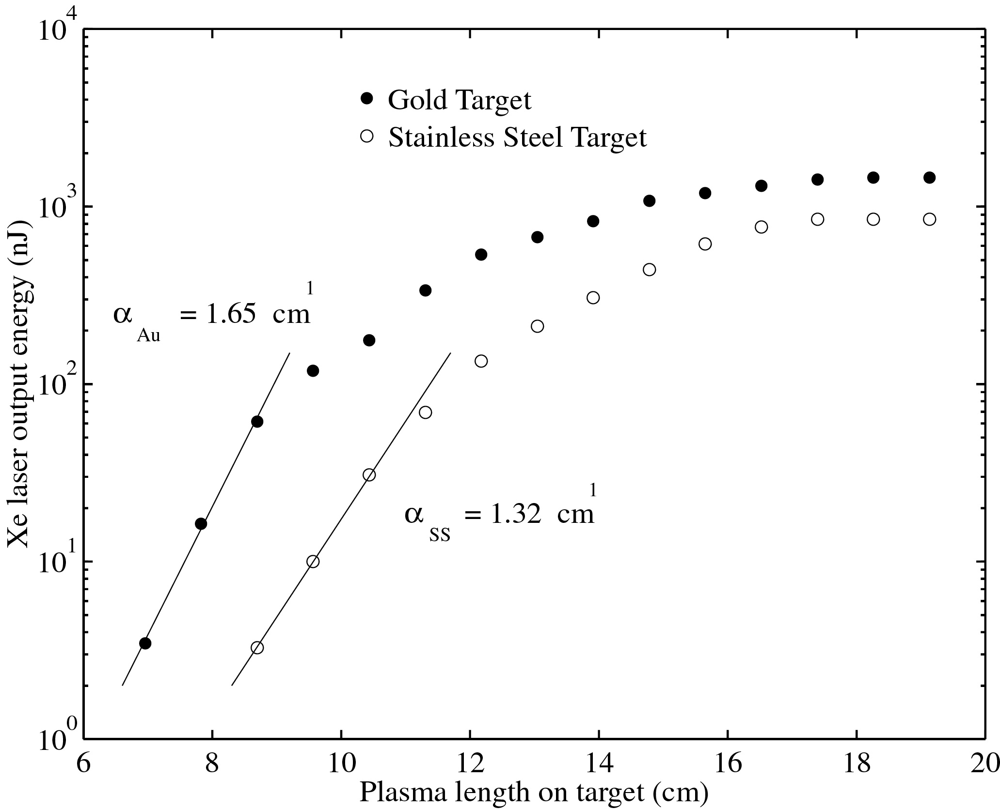 10^4
Gold Target
Stainless Steel Target
10^3
α_Au = 1.65 cm^1
10^2
α_SS = 1.32 cm^1
10^1
10^0
6 8 10 12 14 16 18 20
Plasma length on target (cm)
Xe laser output energy (nJ)